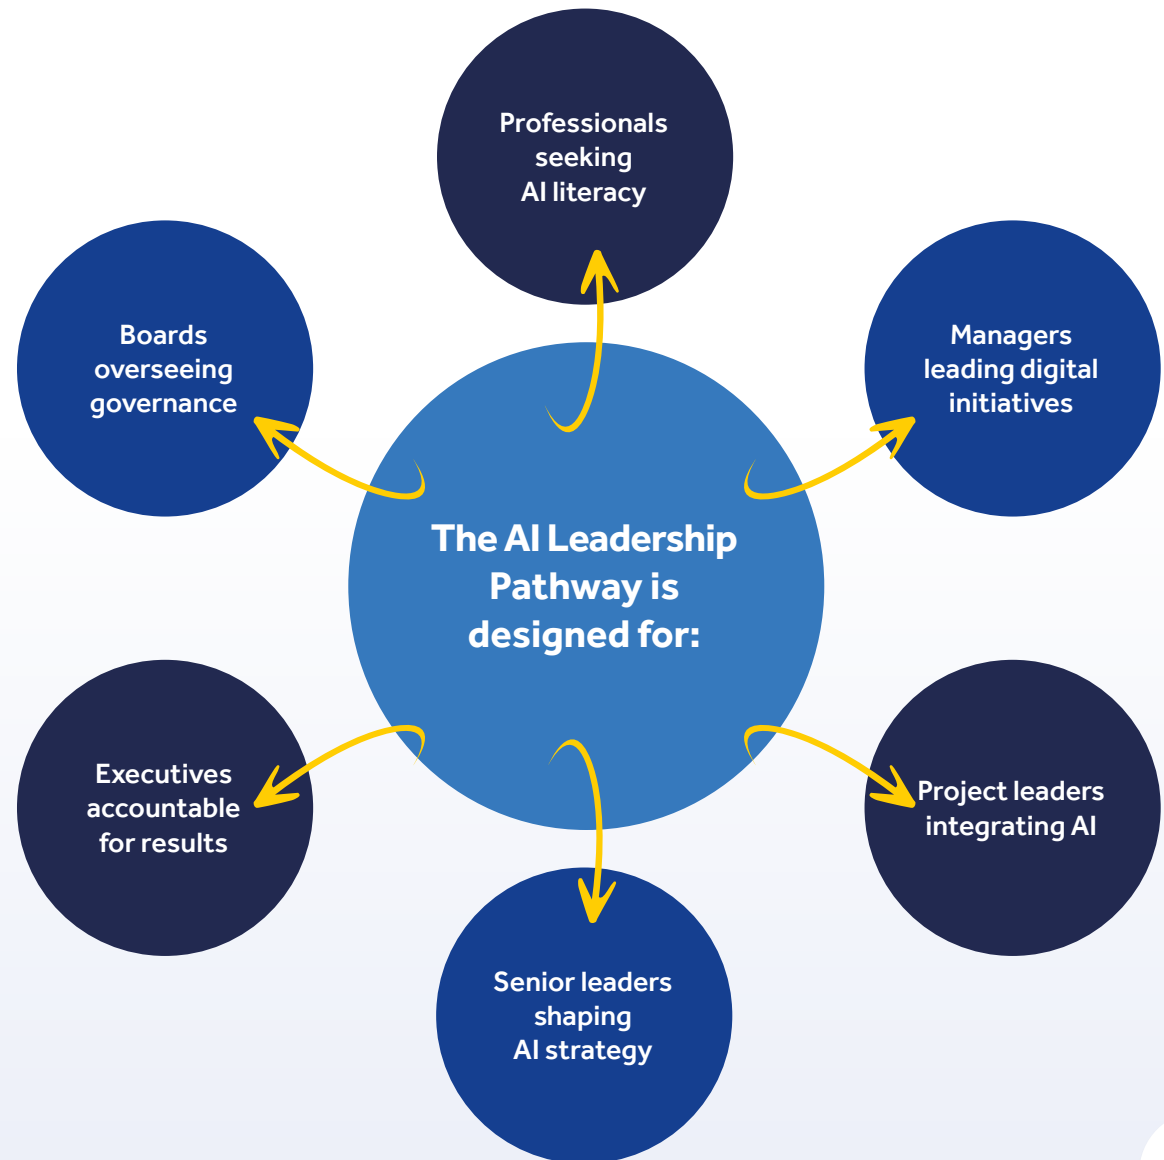 Professionals
seeking
AI literacy
Boards
overseeing
governance
Managers
leading digital
initiatives
The AI Leadership
Pathway is
designed for:
Executives
accountable
for results
Project leaders
integrating AI
Senior leaders
shaping
AI strategy